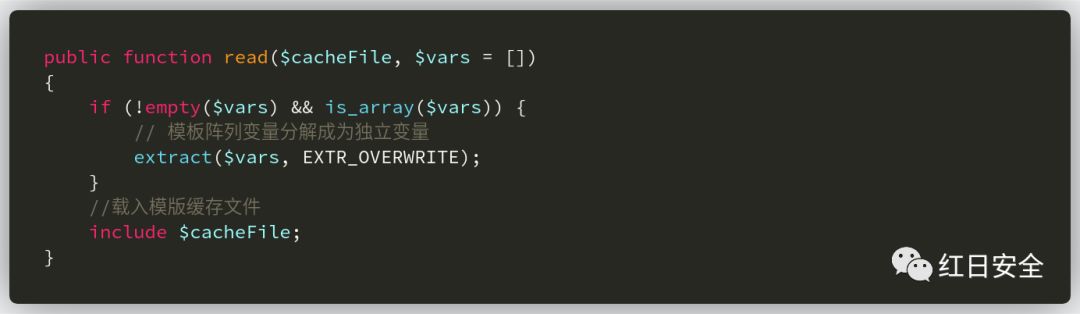 public function read($cacheFile, $vars = [])
{
    if (!empty($vars) && is_array($vars)) {
        // 模板阵列变量分解成为独立变量
        extract($vars, EXTR_OVERWRITE);
    }
    //载入模版缓存文件
    include $cacheFile;
}
红日安全